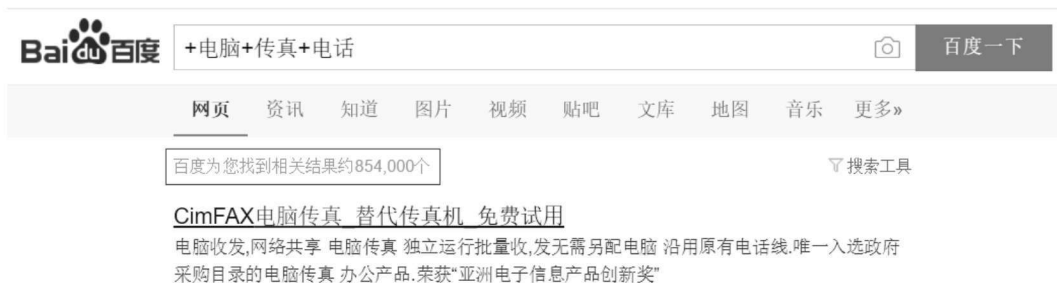 Bai du 百度 +电脑+传真+电话 百度一下
网页 资讯 知道 图片 视频 贴吧 文库 地图 音乐 更多»
百度为您找到相关结果约854,000个 搜索工具
CimFAX电脑传真_替代传真机_免费试用
电脑收发,网络共享 电脑传真 独立运行批量收,发无需另配电脑 沿用原有电话线.唯一入选政府
采购目录的电脑传真 办公产品.荣获“亚洲电子信息产品创新奖”